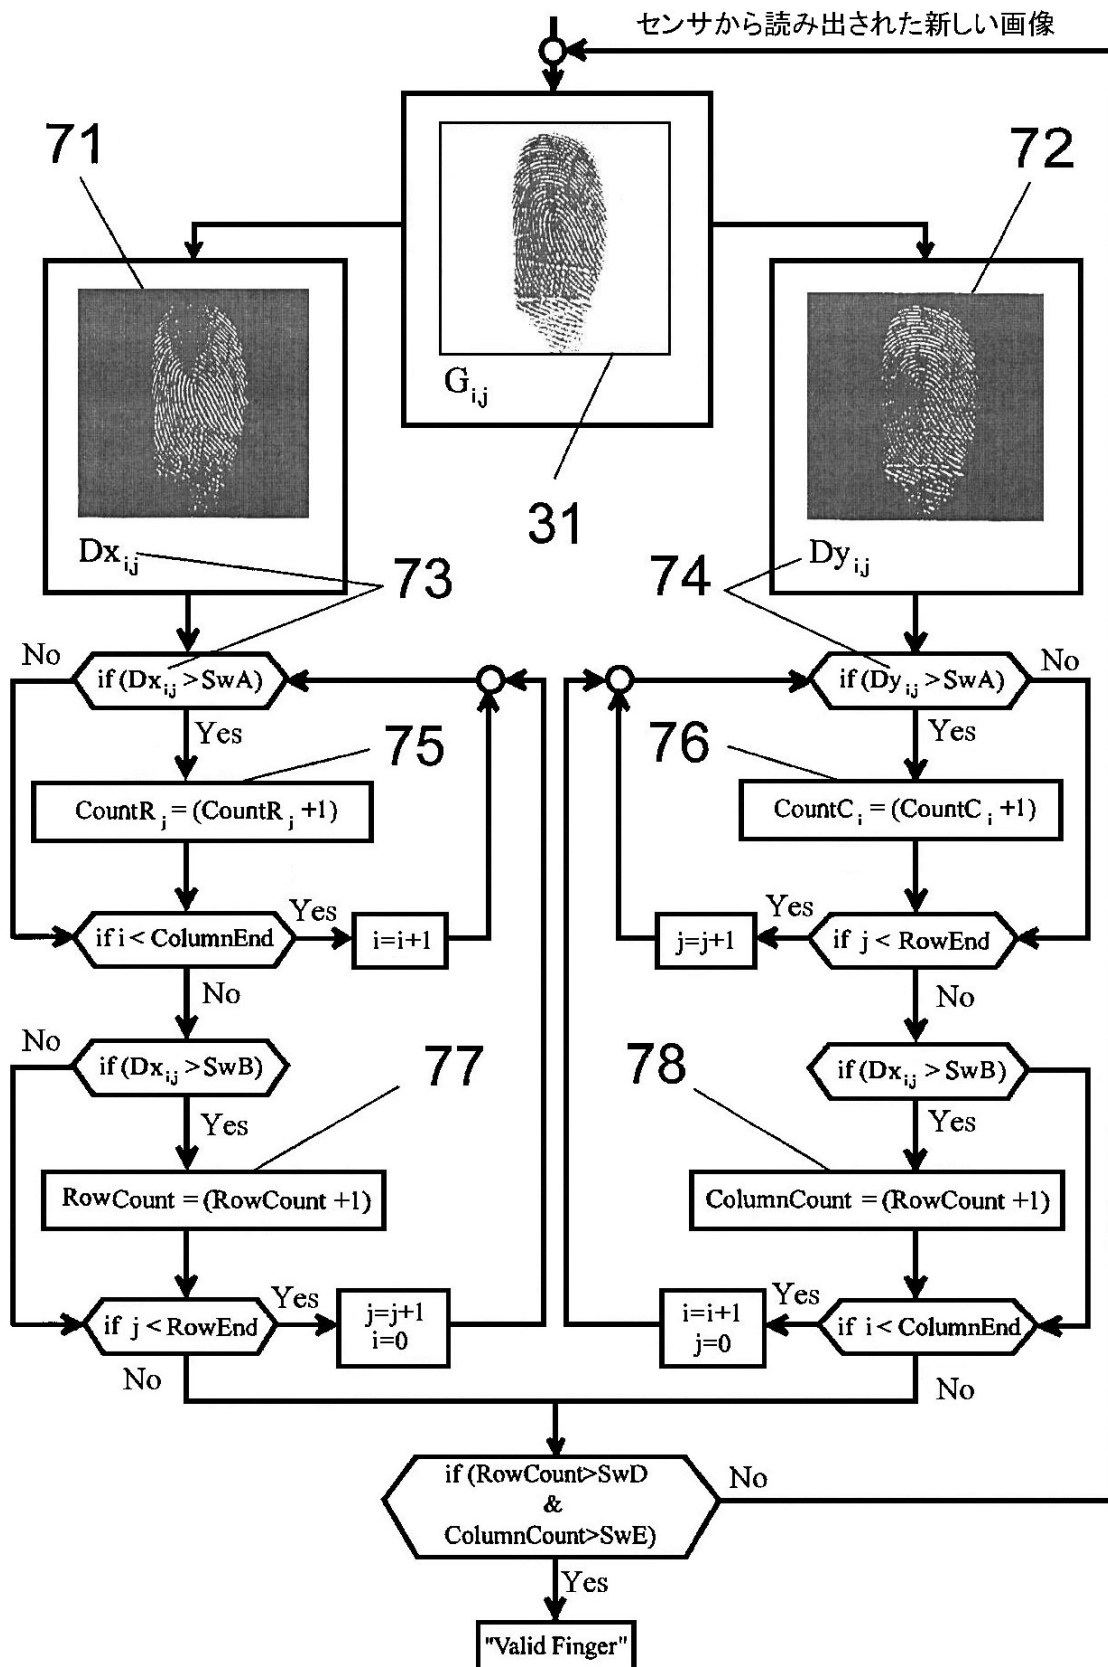 センサから読み出された新しい画像
71
72
G i,j
31
Dx i,j
73
74
Dy i,j
No
if (Dx i,j > SwA)
if (Dy i,j > SwA)
No
Yes
75
76
Yes
CountR j = (CountR j +1)
CountC i = (CountC i +1)
if i < ColumnEnd
Yes
i=i+1
j=j+1
Yes
if j < RowEnd
No
No
No
if (Dx i,j > SwB)
77
78
if (Dx i,j > SwB)
Yes
Yes
RowCount = (RowCount +1)
ColumnCount = (RowCount +1)
if j < RowEnd
Yes
j=j+1
i=0
i=i+1
j=0
Yes
if i < ColumnEnd
No
No
if (RowCount>SwD
&
ColumnCount>SwE)
No
Yes
"Valid Finger"